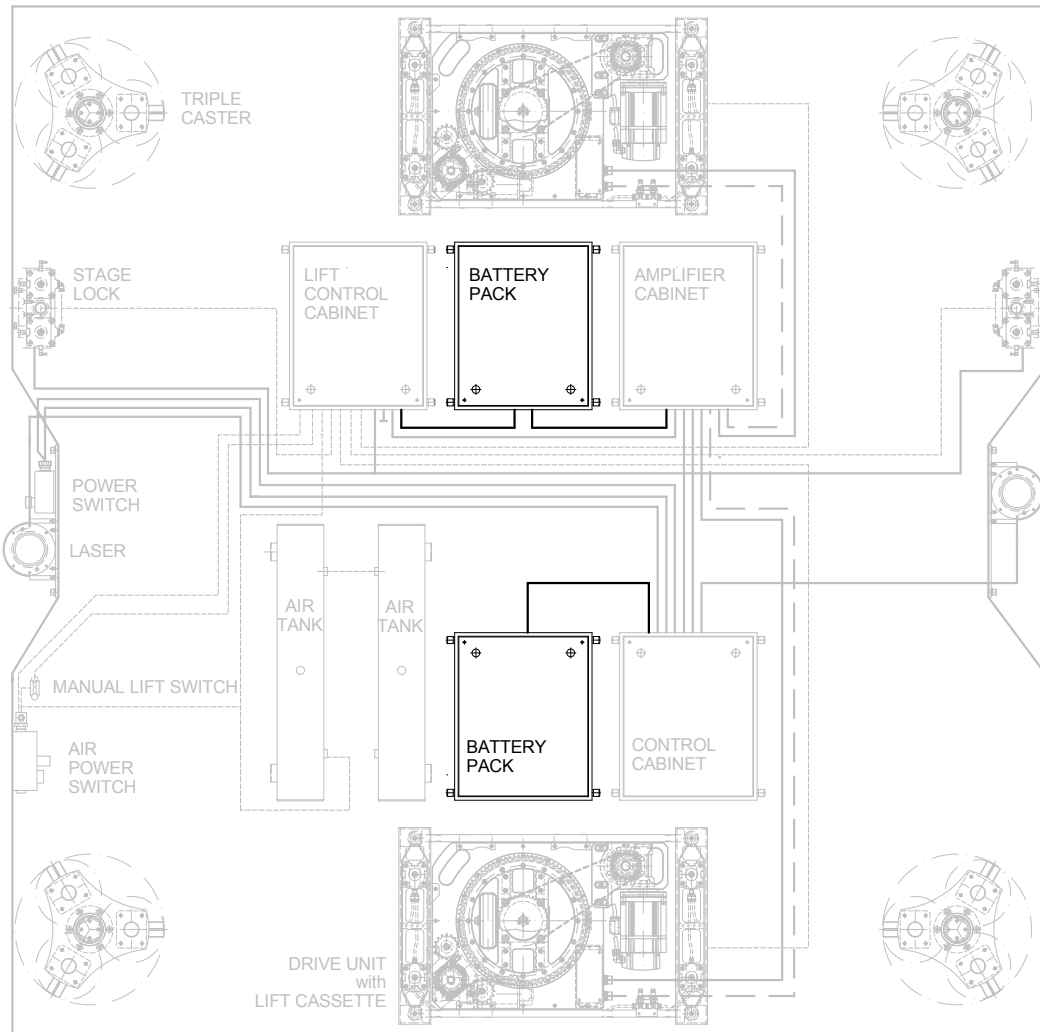 TRIPLE
CASTER
STAGE
LOCK
LIFT
CONTROL
CABINET
BATTERY
PACK
AMPLIFIER
CABINET
POWER
SWITCH
LASER
AIR
TANK
AIR
TANK
MANUAL LIFT SWITCH
AIR
POWER
SWITCH
BATTERY
PACK
CONTROL
CABINET
DRIVE UNIT
with
LIFT CASSETTE